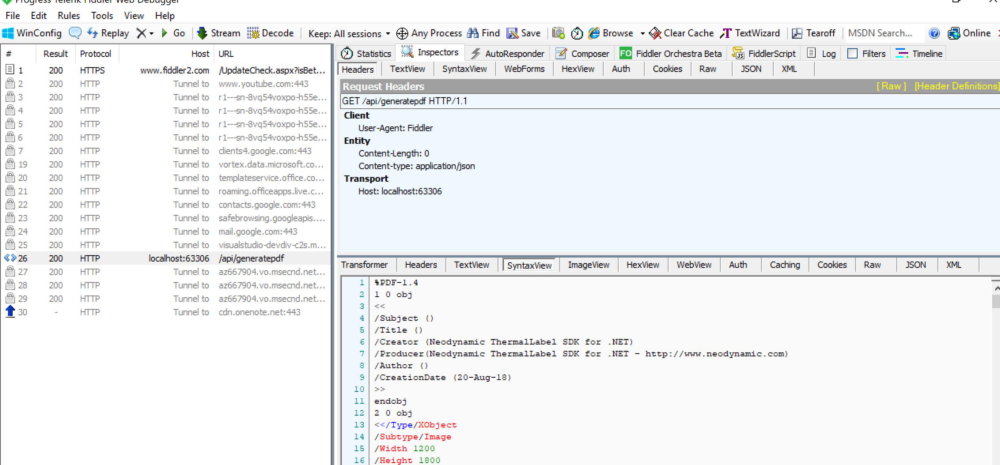 Progress Telerik Fiddler Web Debugger
File Edit Rules Tools View Help
WinConfig Replay Go Stream Decode Keep: All sessions Any Process Find Save Browse Clear Cache TextWizard Tearoff MSDN Search... Online
# Result Protocol Host URL
1 200 HTTPS www.fiddler2.com /UpdateCheck.aspx?isBet...
2 200 HTTP Tunnel to www.youtube.com:443
3 200 HTTP Tunnel to r1---sn-8vq54voxpo-h55e...
4 200 HTTP Tunnel to r1---sn-8vq54voxpo-h55e...
5 200 HTTP Tunnel to r1---sn-8vq54voxpo-h55e...
6 200 HTTP Tunnel to r1---sn-8vq54voxpo-h55e...
7 200 HTTP Tunnel to clients4.google.com:443
19 200 HTTP Tunnel to vortex.data.microsoft.co...
20 200 HTTP Tunnel to templateservice.office.co...
21 200 HTTP Tunnel to roaming.officeapps.live.c...
22 200 HTTP Tunnel to contacts.google.com:443
23 200 HTTP Tunnel to safebrowsing.googleapis....
24 200 HTTP Tunnel to mail.google.com:443
25 200 HTTP Tunnel to visualstudio-devdiv-c2s.m...
26 200 HTTP localhost:63306 /api/generatepdf
27 200 HTTP Tunnel to az667904.vo.msecnd.net...
28 200 HTTP Tunnel to az667904.vo.msecnd.net...
29 200 HTTP Tunnel to az667904.vo.msecnd.net...
30 - HTTP Tunnel to cdn.onenote.net:443
Statistics Inspectors AutoResponder Composer FO Fiddler Orchestra Beta FiddlerScript Log Filters Timeline
Headers TextView SyntaxView WebForms HexView Auth Cookies Raw JSON XML
Request Headers [ Raw ] [Header Definitions]
GET /api/generatepdf HTTP/1.1
Client
User-Agent: Fiddler
Entity
Content-Length: 0
Content-type: application/json
Transport
Host: localhost:63306
Transformer Headers TextView SyntaxView ImageView HexView WebView Auth Caching Cookies Raw JSON XML
1 %PDF-1.4
2 1 0 obj
3 <<
4 /Subject ()
5 /Title ()
6 /Creator (Neodynamic ThermalLabel SDK for .NET)
7 /Producer(Neodynamic ThermalLabel SDK for .NET - http://www.neodynamic.com)
8 /Author ()
9 /CreationDate (20-Aug-18)
10 >>
11 endobj
12 2 0 obj
13 <</Type/XObject
14 /Subtype/Image
15 /Width 1200
16 /Height 1800